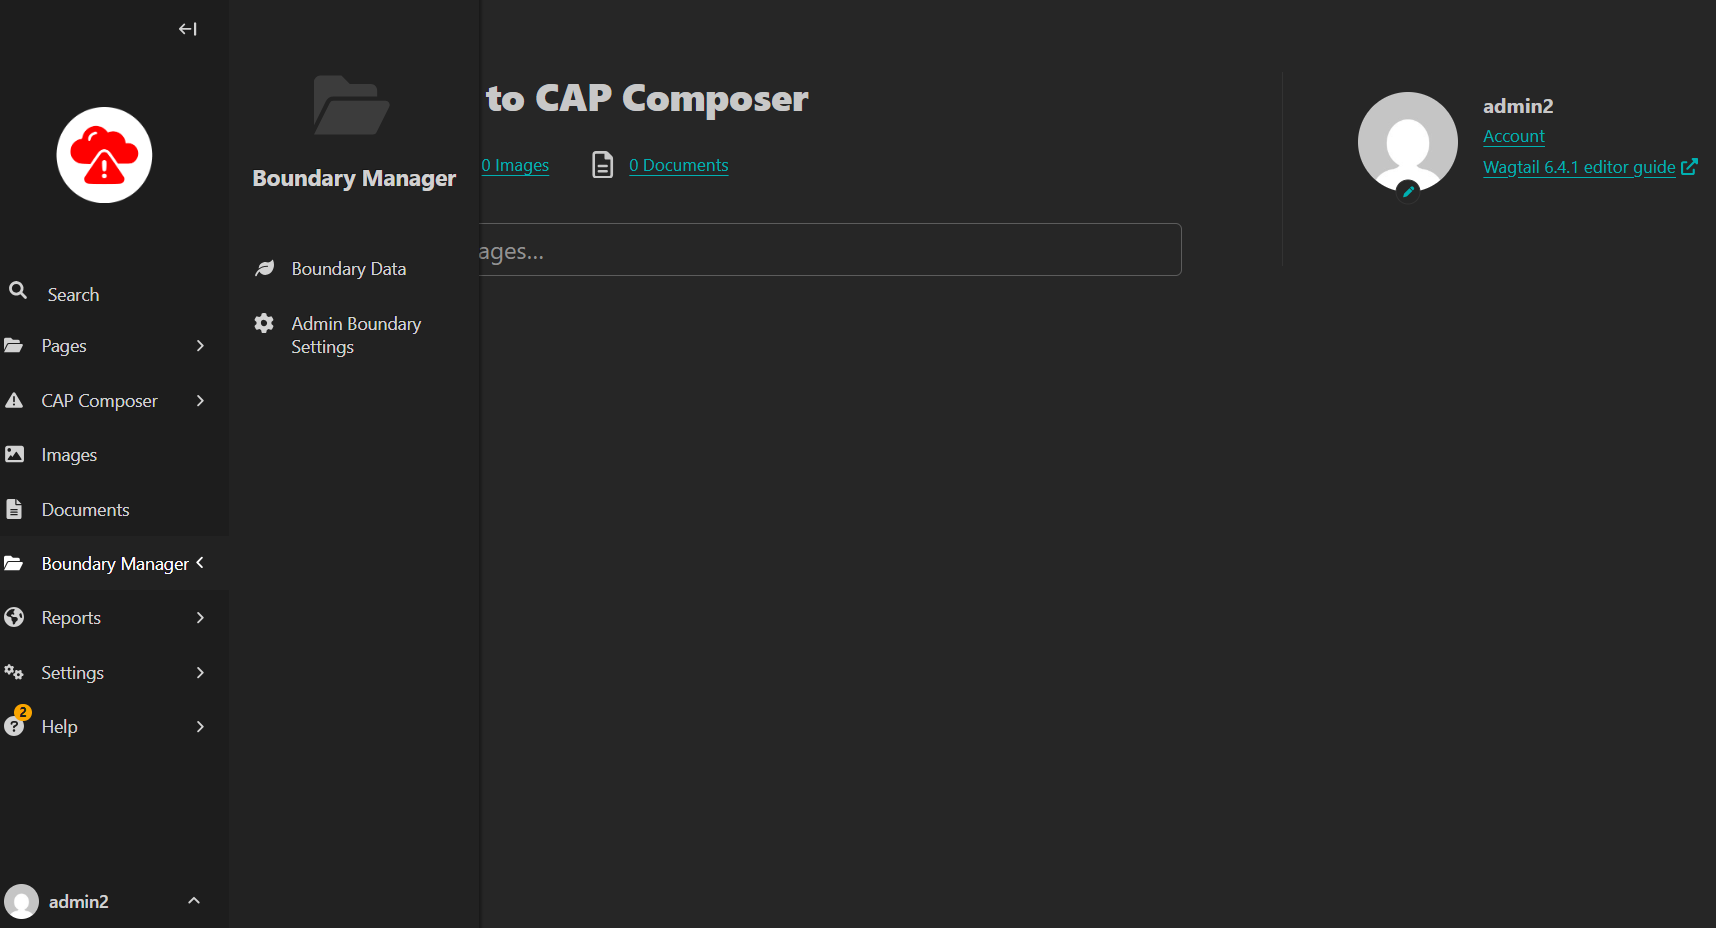 Search
Pages
CAP Composer
Images
Documents
Boundary Manager
Reports
Settings
2
Help
admin2
Boundary Manager
Boundary Data
Admin Boundary
Settings
to CAP Composer
0 Images
0 Documents
ages...
admin2
Account
Wagtail 6.4.1 editor guide